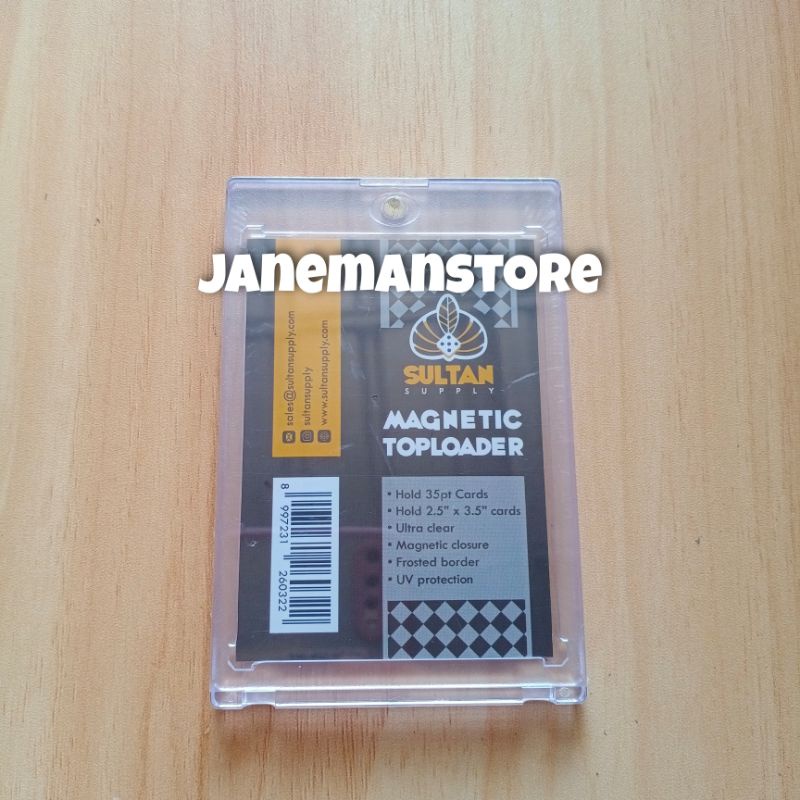 JANEMANSTORE
SULTAN
SUPPLY
MAGNETIC
TOPLOADER
• Hold 35pt Cards
• Hold 2.5" x 3.5" cards
• Ultra clear
• Magnetic closure
• Frosted border
• UV protection
sales@sultansupply.com
sultansupply
www.sultansupply.com
8 997231 260322